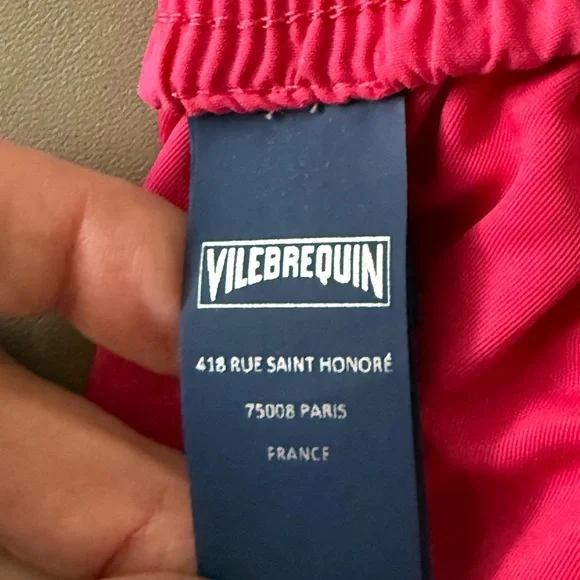 VILEBREQUIN
418 RUE SAINT HONORÉ
75008 PARIS
FRANCE